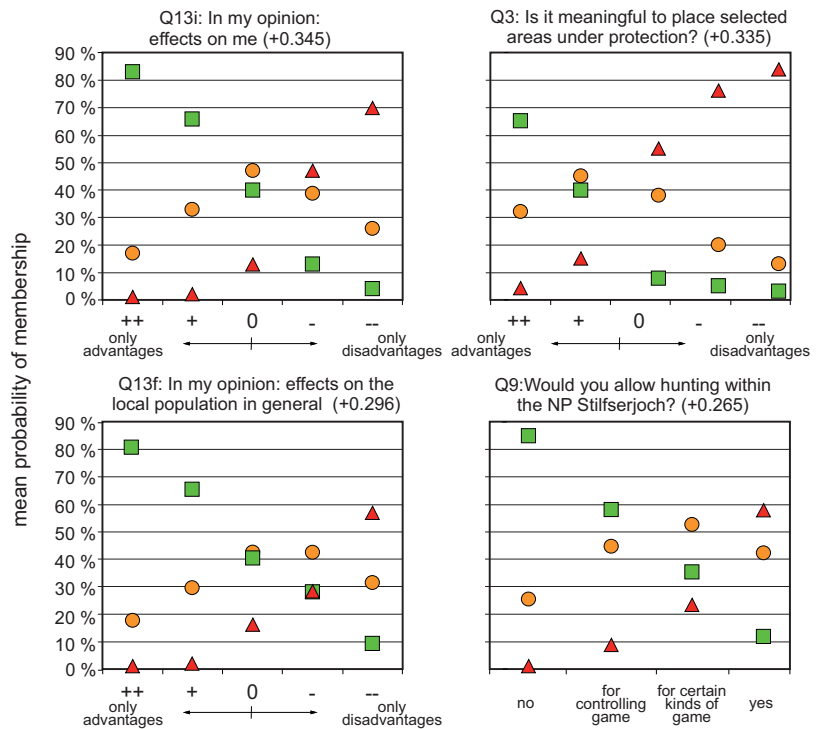 Q13i: In my opinion:
effects on me (+0.345)
90 %
80 %
70 %
60 %
50 %
40 %
30 %
20 %
10 %
0 %
++ + 0 - --
only
advantages
only
disadvantages
Q3: Is it meaningful to place selected
areas under protection? (+0.335)
++ + 0 - --
only
advantages
only
disadvantages
mean probability of membership
Q13f: In my opinion: effects on the
local population in general (+0.296)
90 %
80 %
70 %
60 %
50 %
40 %
30 %
20 %
10 %
0 %
++ + 0 - --
only
advantages
only
disadvantages
Q9:Would you allow hunting within
the NP Stilfserjoch? (+0.265)
no
for
controlling
game
for certain
kinds of
game
yes